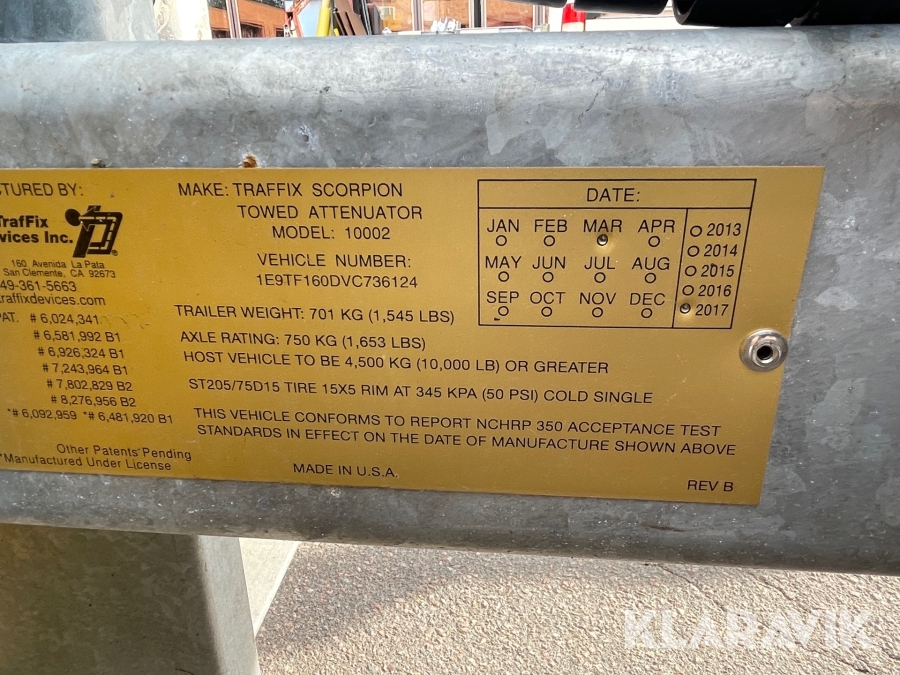 CTURED BY:
TrafFix
vices Inc.
160 Avenida La Pata
San Clemente, CA 92673
49-361-5663
raffixdevices.com
PAT. # 6,024,341
# 6,581,992 B1
# 6,926,324 B1
# 7,243,964 B1
# 7,802,829 B2
# 8,276,956 B2
*# 6,092,959 *# 6,481,920 B1
Other Patents Pending
*Manufactured Under License
MAKE: TRAFFIX SCORPION
TOWED ATTENUATOR
MODEL: 10002
VEHICLE NUMBER:
1E9TF160DVC736124
TRAILER WEIGHT: 701 KG (1,545 LBS)
AXLE RATING: 750 KG (1,653 LBS)
HOST VEHICLE TO BE 4,500 KG (10,000 LB) OR GREATER
ST205/75D15 TIRE 15X5 RIM AT 345 KPA (50 PSI) COLD SINGLE
THIS VEHICLE CONFORMS TO REPORT NCHRP 350 ACCEPTANCE TEST
STANDARDS IN EFFECT ON THE DATE OF MANUFACTURE SHOWN ABOVE
MADE IN U.S.A.
REV B
DATE:
JAN FEB MAR APR
MAY JUN JUL AUG
SEP OCT NOV DEC
2013
2014
2015
2016
2017
KLARAVIK